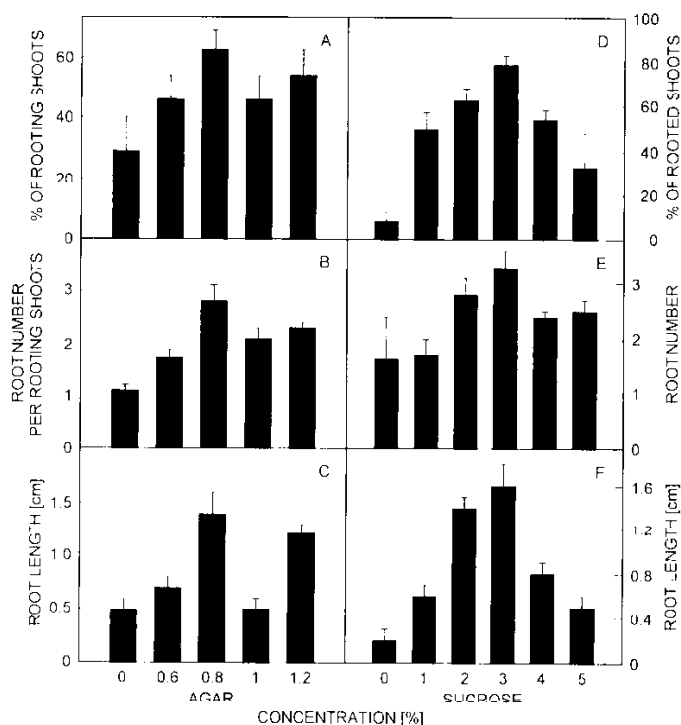 A
60
40
20
0
% OF ROOTING SHOOTS
D
100
80
60
40
20
0
% OF ROOTED SHOOTS
B
3
2
1
0
ROOT NUMBER
PER ROOTING SHOOTS
E
3
2
1
0
ROOT NUMBER
C
1.5
1.0
0.5
0
ROOT LENGTH [cm]
F
1.6
1.2
0.8
0.4
0
ROOT LENGTH [cm]
0 0.6 0.8 1 1.2
AGAR
0 1 2 3 4 5
SUCROSE
CONCENTRATION [%]